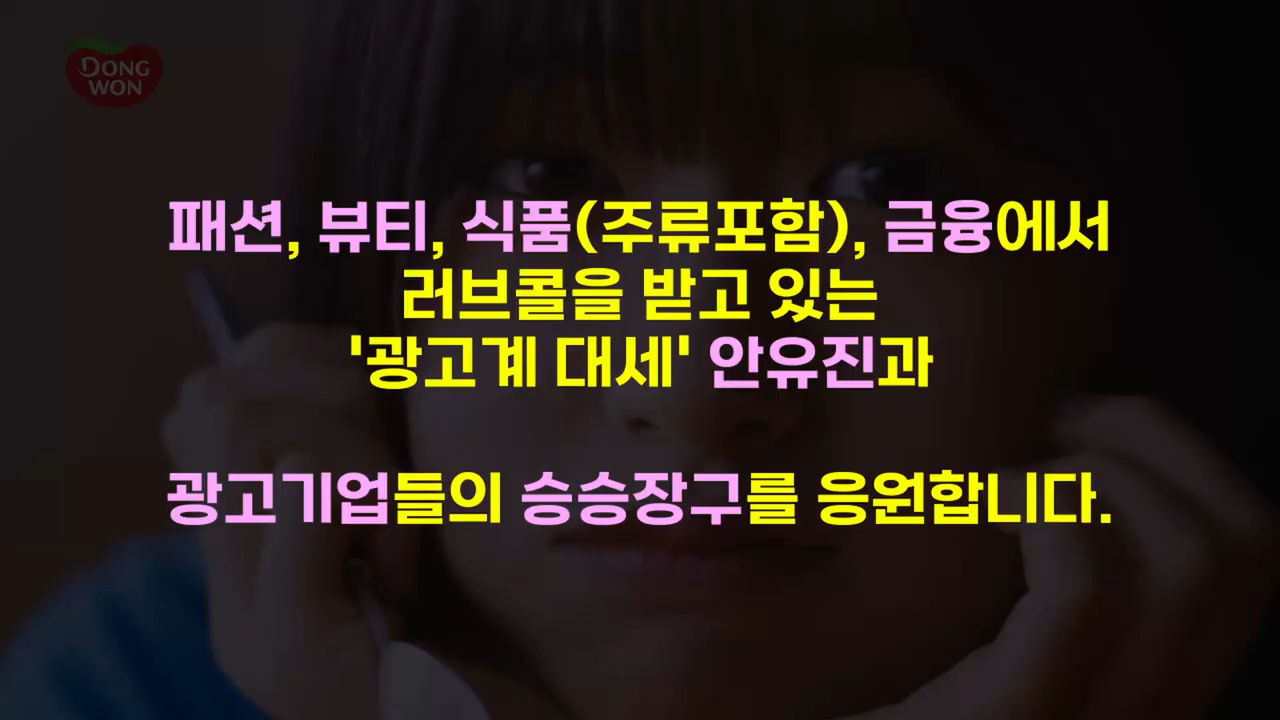 DONG
WON
패션, 뷰티, 식품(주류포함), 금융에서
러브콜을 받고 있는
'광고계 대세' 안유진과
광고기업들의 승승장구를 응원합니다.